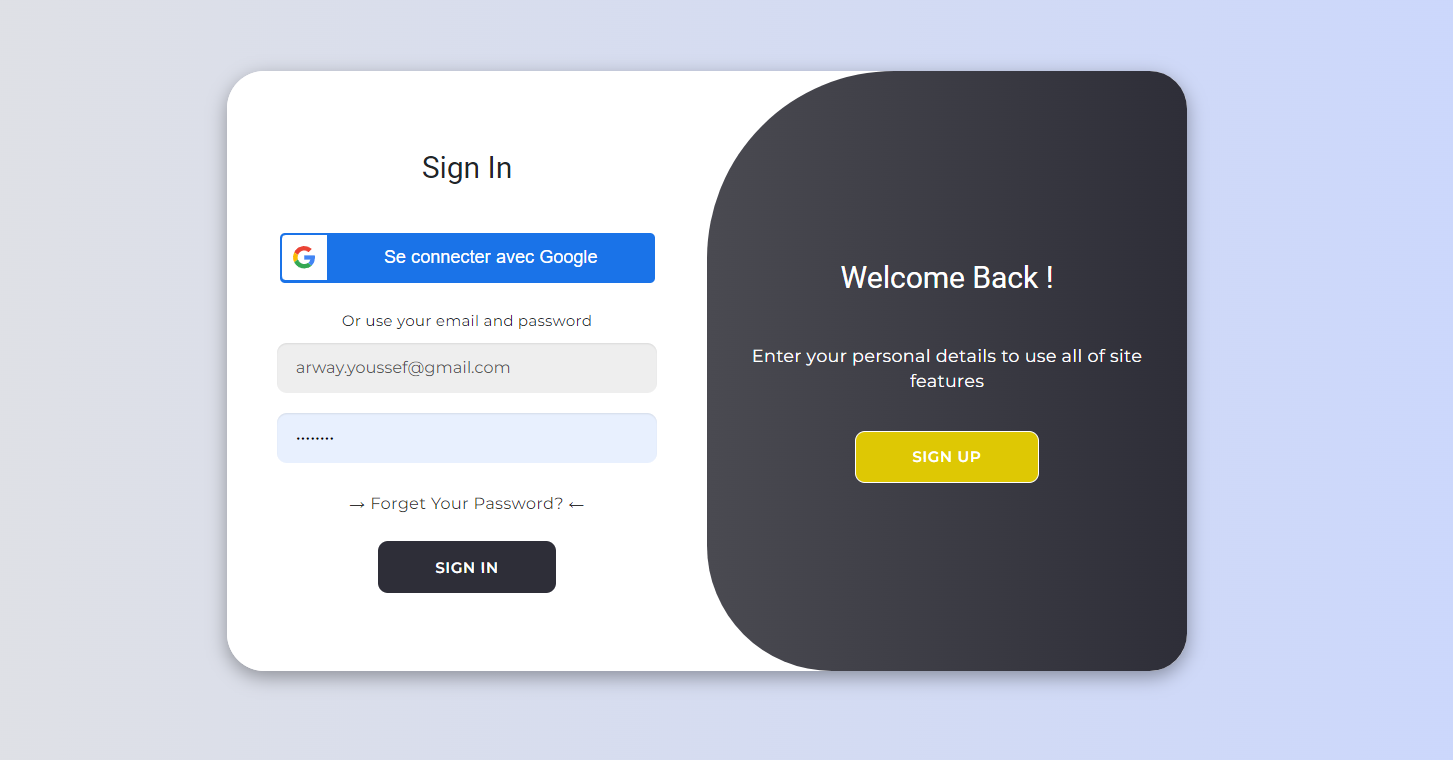 Sign In
Se connecter avec Google
Or use your email and password
arway.youssef@gmail.com
••••••••
→ Forget Your Password? ←
SIGN IN
Welcome Back !
Enter your personal details to use all of site
features
SIGN UP